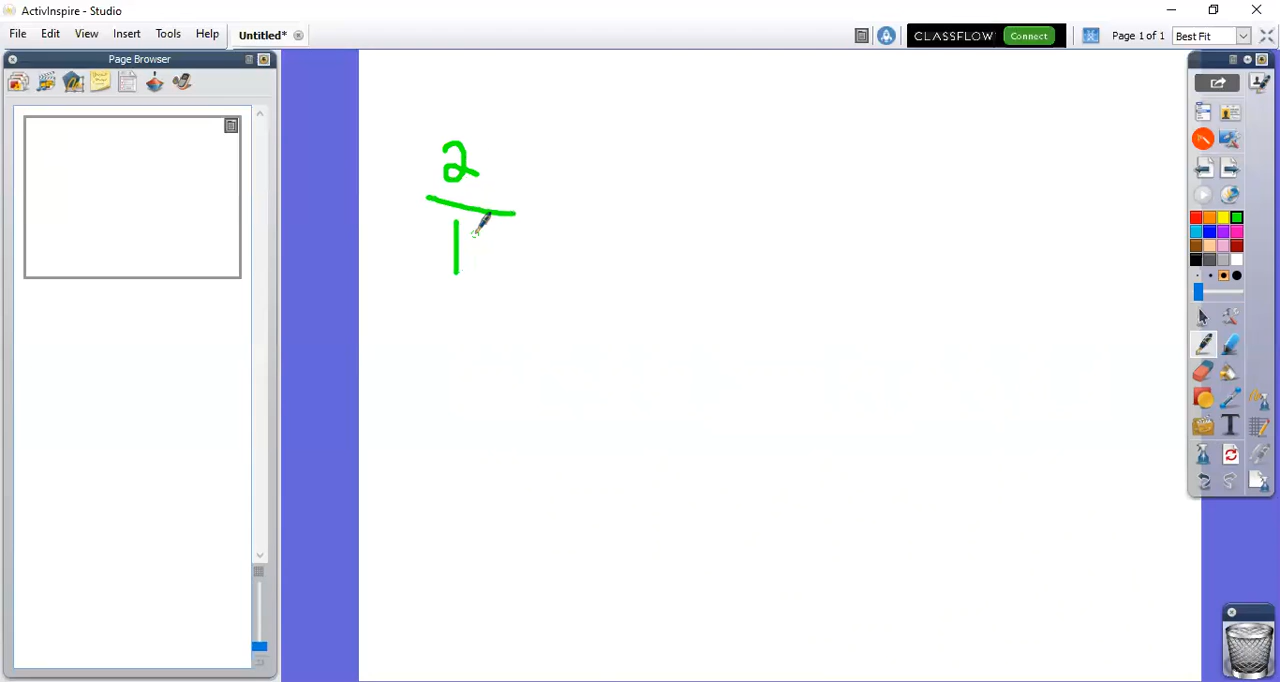 ActivInspire - Studio
File Edit View Insert Tools Help Untitled* CLASSFLOW Connect Page 1 of 1 Best Fit
Page Browser
2
1